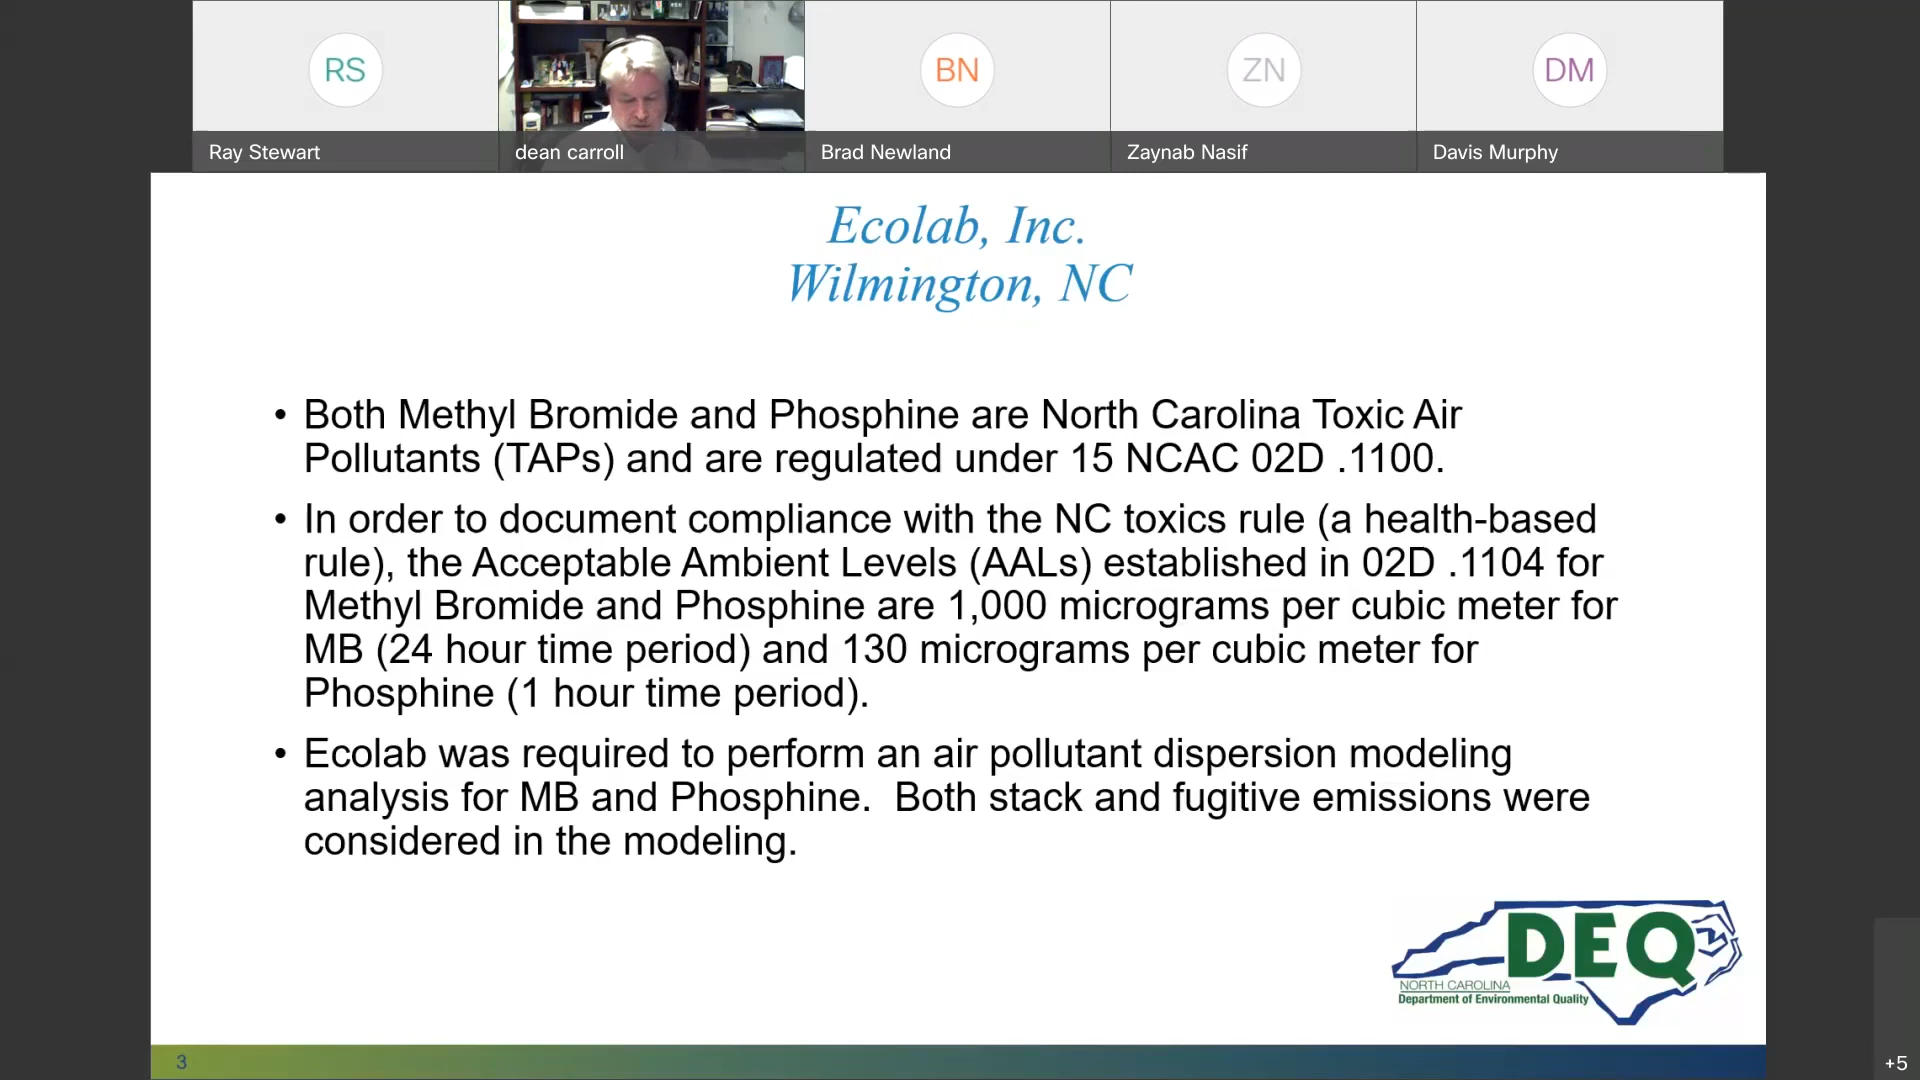 RS
BN
ZN
DM
Ray Stewart
dean carroll
Brad Newland
Zaynab Nasif
Davis Murphy
Ecolab, Inc.
Wilmington, NC
• Both Methyl Bromide and Phosphine are North Carolina Toxic Air
Pollutants (TAPs) and are regulated under 15 NCAC 02D .1100.
• In order to document compliance with the NC toxics rule (a health-based
rule), the Acceptable Ambient Levels (AALs) established in 02D .1104 for
Methyl Bromide and Phosphine are 1,000 micrograms per cubic meter for
MB (24 hour time period) and 130 micrograms per cubic meter for
Phosphine (1 hour time period).
• Ecolab was required to perform an air pollutant dispersion modeling
analysis for MB and Phosphine.  Both stack and fugitive emissions were
considered in the modeling.
DEQ
NORTH CAROLINA
Department of Environmental Quality
3
+5